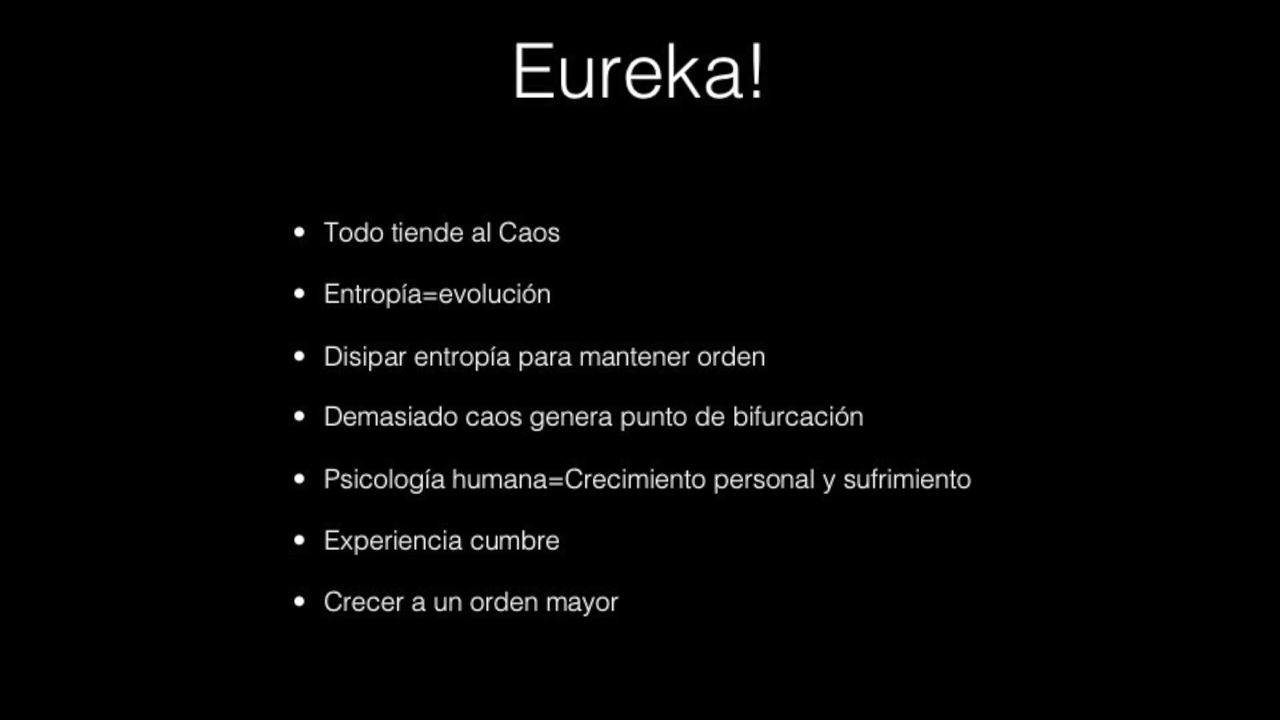 Eureka!
• Todo tiende al Caos
• Entropía=evolución
• Disipar entropía para mantener orden
• Demasiado caos genera punto de bifurcación
• Psicología humana=Crecimiento personal y sufrimiento
• Experiencia cumbre
• Crecer a un orden mayor